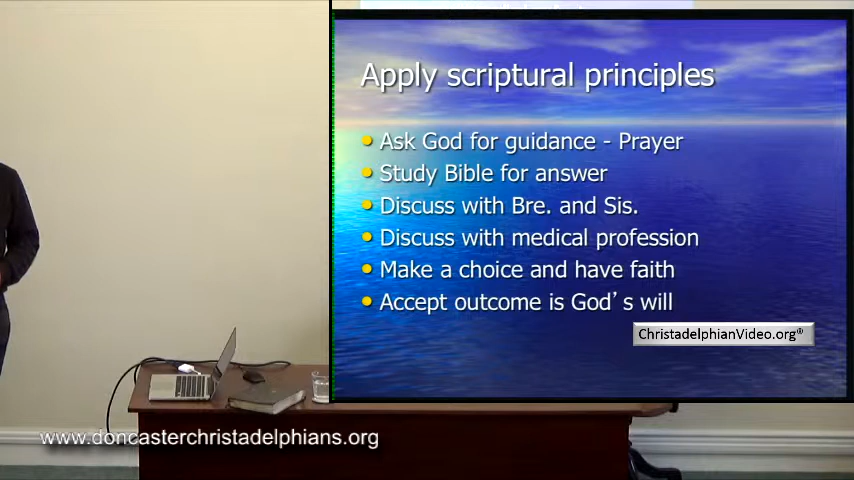 Apply scriptural principles
Ask God for guidance - Prayer
Study Bible for answer
Discuss with Bre. and Sis.
Discuss with medical profession
Make a choice and have faith
Accept outcome is God's will
ChristadelphianVideo.org®
www.doncasterchristadelphians.org